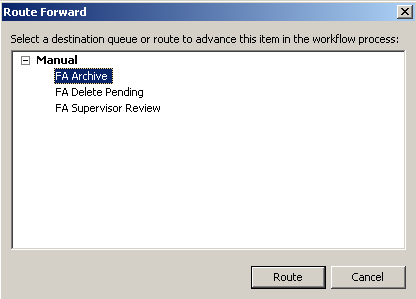 Route Forward
Select a destination queue or route to advance this item in the workflow process:
Manual
FA Archive
FA Delete Pending
FA Supervisor Review
Route
Cancel